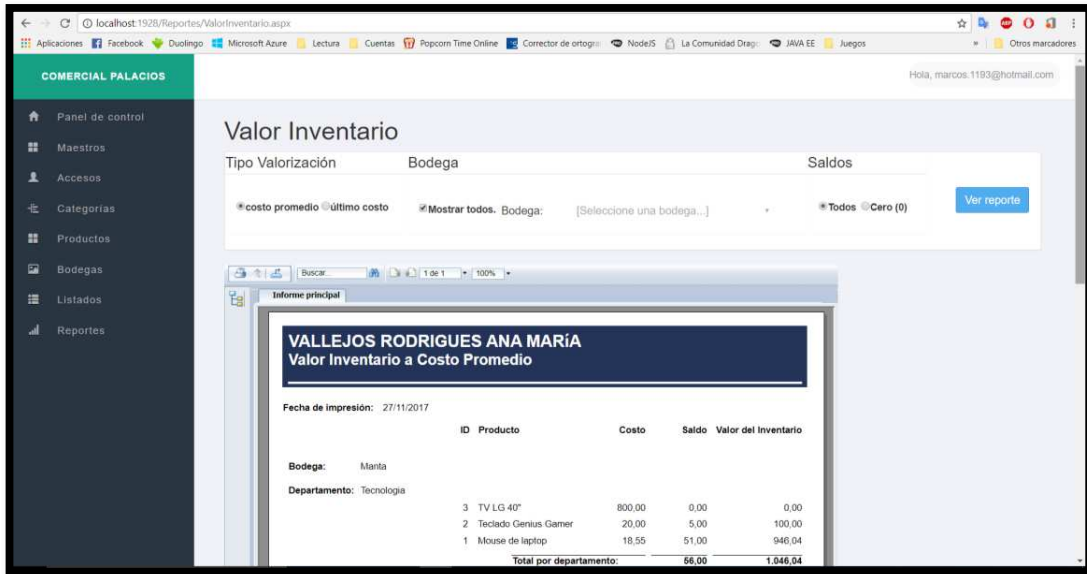 localhost:1928/Reportes/ValorInventario.aspx
Aplicaciones Facebook Duolingo Microsoft Azure Lectura Cuentas Popcorn Time Online Corrector de ortogra NodeJS La Comunidad Drag JAVA EE Juegos » Otros marcadores
COMERCIAL PALACIOS
Hola, marcos.1193@hotmail.com
Panel de control
Maestros
Accesos
Categorías
Productos
Bodegas
Listados
Reportes
Valor Inventario
Tipo Valorización Bodega Saldos
costo promedio último costo Mostrar todos. Bodega: [Seleccione una bodega...] Todos Cero (0) Ver reporte
Buscar... 1 de 1 100%
Informe principal
VALLEJOS RODRIGUES ANA MARíA
Valor Inventario a Costo Promedio
Fecha de impresión: 27/11/2017
ID Producto Costo Saldo Valor del Inventario
Bodega: Manta
Departamento: Tecnologia
3 TV LG 40" 800,00 0,00 0,00
2 Teclado Genius Gamer 20,00 5,00 100,00
1 Mouse de laptop 18,55 51,00 946,04
Total por departamento: 56,00 1.046,04